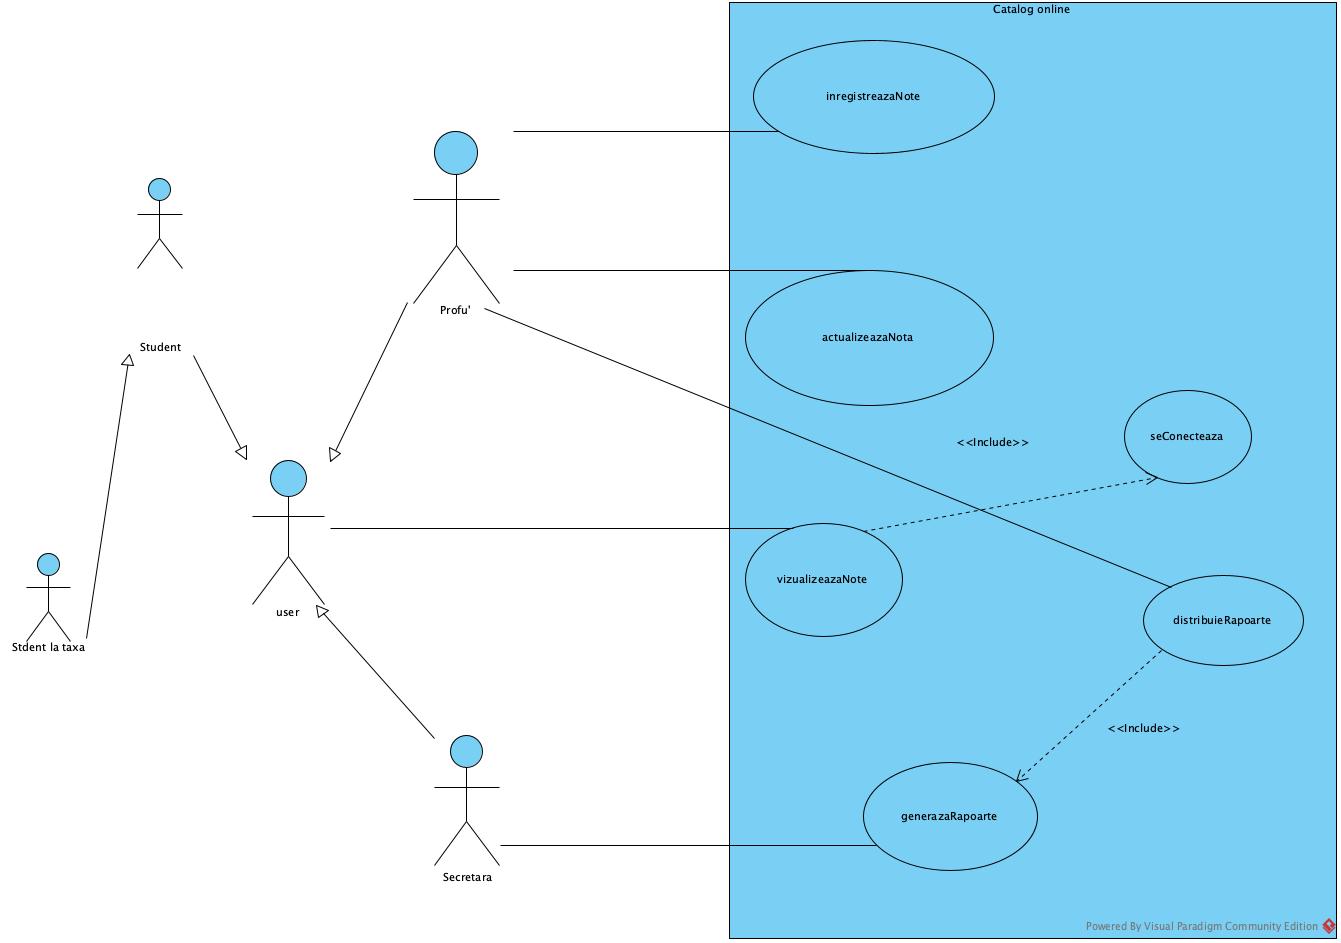 Catalog online
inregistreazaNote
Profu'
actualizeazaNota
Student
seConecteaza
<<Include>>
vizualizeazaNote
user
distribuieRapoarte
Stdent la taxa
<<Include>>
generazaRapoarte
Secretara
Powered By Visual Paradigm Community Edition